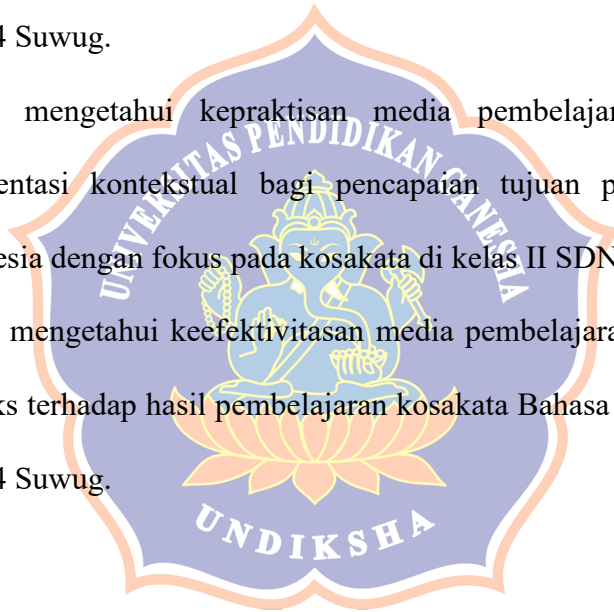 4 Suwug.
mengetahui kepraktisan media pembelajar
entasi kontekstual bagi pencapaian tujuan p
esia dengan fokus pada kosakata di kelas II SDN
mengetahui keefektivitasan media pembelajara
ks terhadap hasil pembelajaran kosakata Bahasa
4 Suwug.
UNIVERSITAS PENDIDIKAN GANESHA
UNDIKSHA